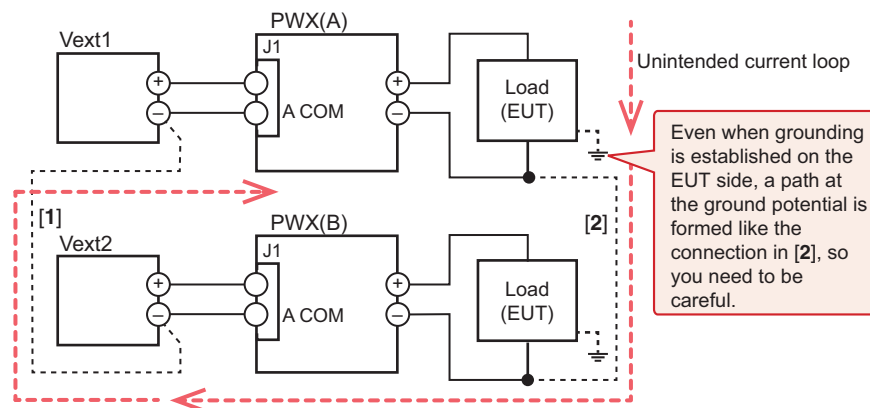 PWX(A)
Vext1
J1
+
+
Load
(EUT)
Unintended current loop
–
A COM
–
Even when grounding
is established on the
EUT side, a path at
the ground potential is
formed like the
connection in [2], so
you need to be
careful.
[1]
[2]
PWX(B)
Vext2
J1
+
+
Load
(EUT)
–
A COM
–